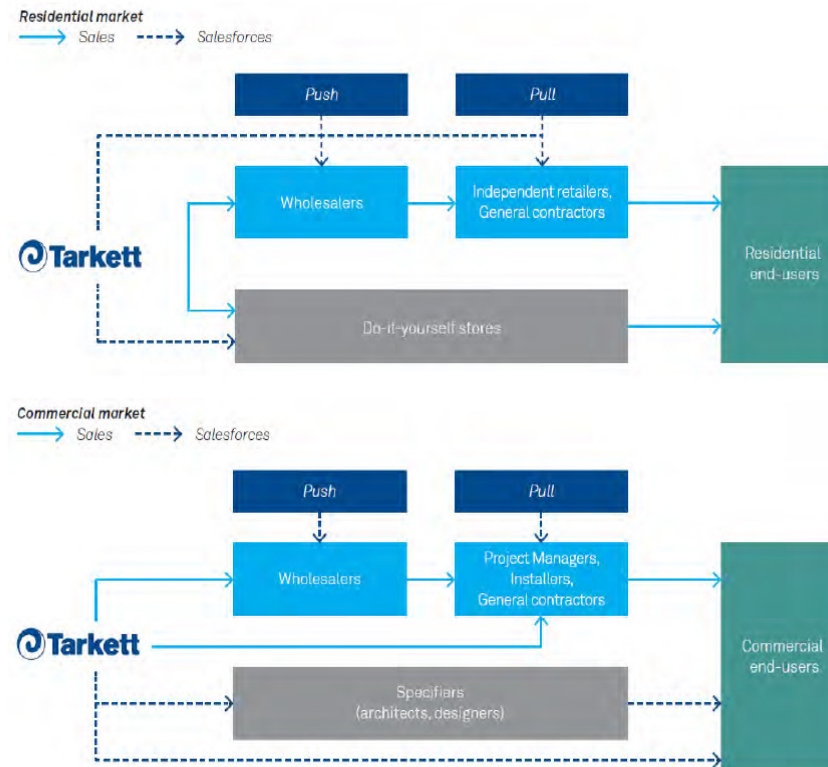 Residential market
Sales
Salesforces
Push
Pull
Wholesalers
Independent retailers,
General contractors
Tarkett
Residential
end-users
Do-it-yourself stores
Commercial market
Sales
Salesforces
Push
Pull
Wholesalers
Project Managers,
Installers,
General contractors
Tarkett
Commercial
end-users
Specifiers
(architects, designers)